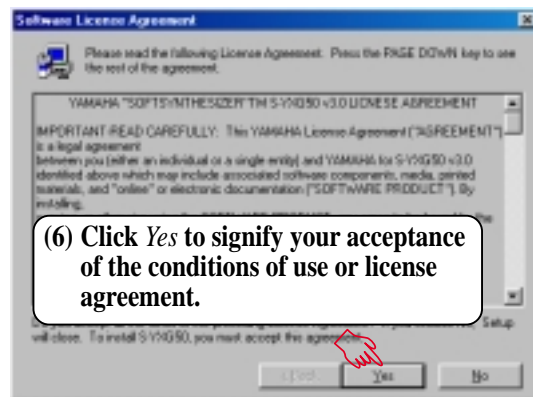 Software License Agreement
Please read the following License Agreement. Press the PAGE DOWN key to see
the rest of the agreement.
YAMAHA "SOFTSYNTHESIZER" TM S-YXG50 v3.0 LICNESE AGREEMENT
IMPORTANT-READ CAREFULLY: This YAMAHA License Agreement ("AGREEMENT")
is a legal agreement
between you (either an individual or a single entity) and YAMAHA for S-YXG50 v3.0
identified above which may include associated software components, media, printed
materials, and "online" or electronic documentation ("SOFTWARE PRODUCT"). By
installing,
(6) Click Yes to signify your acceptance
of the conditions of use or license
agreement.
Setup
will close. To install S-YXG50, you must accept this agreement.
< Back
Yes
No